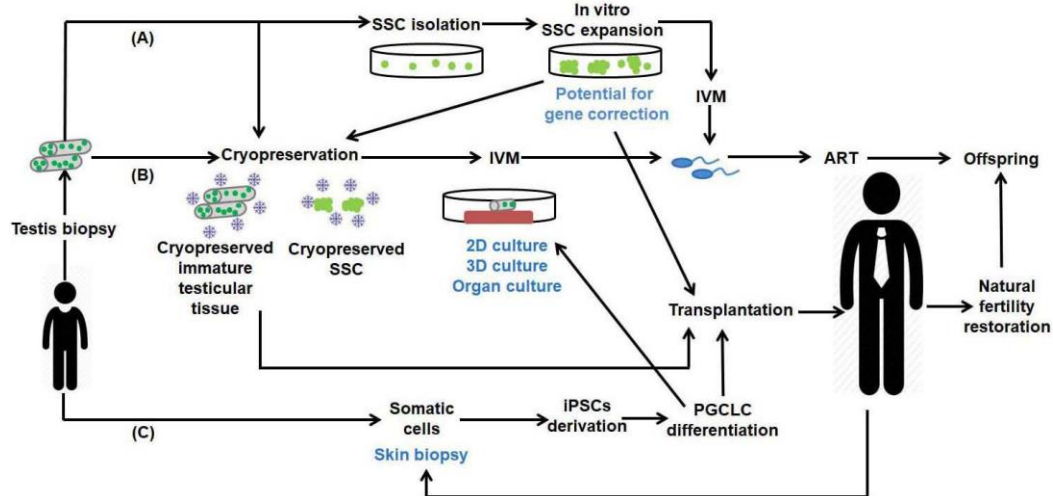 (A)
SSC isolation
In vitro
SSC expansion
Potential for
gene correction
IVM
Testis biopsy
(B)
Cryopreservation
IVM
ART
Offspring
Cryopreserved
immature
testicular
tissue
Cryopreserved
SSC
2D culture
3D culture
Organ culture
Transplantation
Natural
fertility
restoration
(C)
Somatic
cells
Skin biopsy
iPSCs
derivation
PGCLC
differentiation